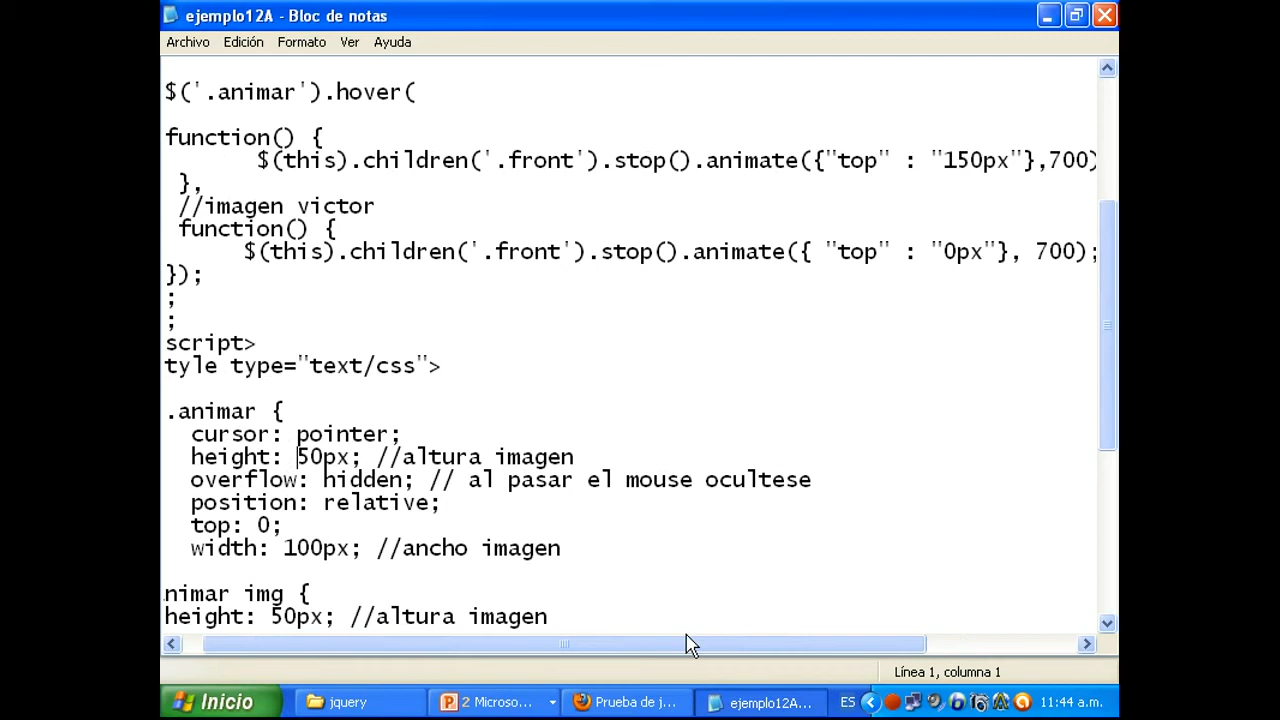 ejemplo12A - Bloc de notas
Archivo Edición Formato Ver Ayuda
$('.animar').hover(
function() {
$(this).children('.front').stop().animate({"top" : "150px"},700)
},
//imagen victor
function() {
$(this).children('.front').stop().animate({ "top" : "0px"}, 700);
});
;
;
script>
tyle type="text/css">
.animar {
cursor: pointer;
height: 50px; //altura imagen
overflow: hidden; // al pasar el mouse ocultese
position: relative;
top: 0;
width: 100px; //ancho imagen
nimar img {
height: 50px; //altura imagen
Línea 1, columna 1
Inicio jquery 2 Microso... Prueba de j... ejemplo12A... ES 11:44 a.m.